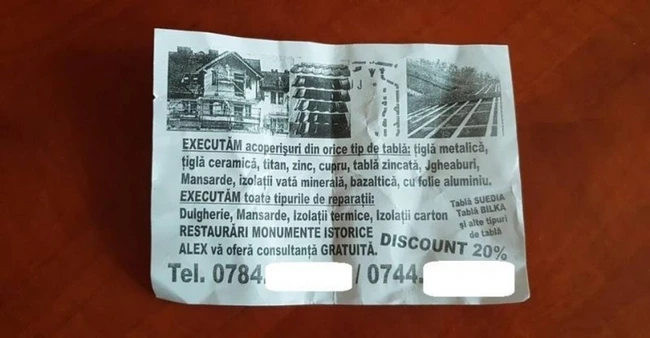 EXECUTĂM acoperișuri din orice tip de tablă: țiglă metalică,
țiglă ceramică, titan, zinc, cupru, tablă zincată, Jgheaburi,
Mansarde, izolații vată minerală, bazaltică, cu folie aluminiu.
EXECUTĂM toate tipurile de reparații:
Dulgherie, Mansarde, izolații termice, Izolații carton
RESTAURĂRI MONUMENTE ISTORICE
ALEX vă oferă consultanță GRATUITĂ.
Tablă SUEDIA
Tablă BILKA
și alte tipuri
de tablă
DISCOUNT 20%
Tel. 0784. / 0744.